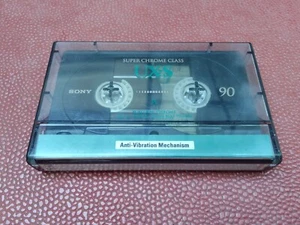 SUPER CHROME CLASS
SONY
90
Anti-Vibration Mechanism